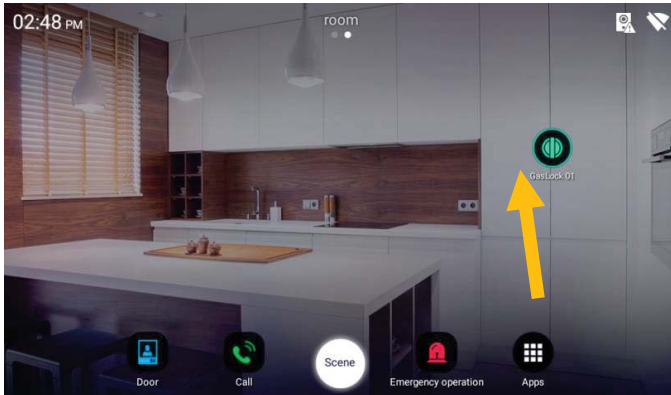 02:48 PM
room
GasLock 01
Door
Call
Scene
Emergency operation
Apps